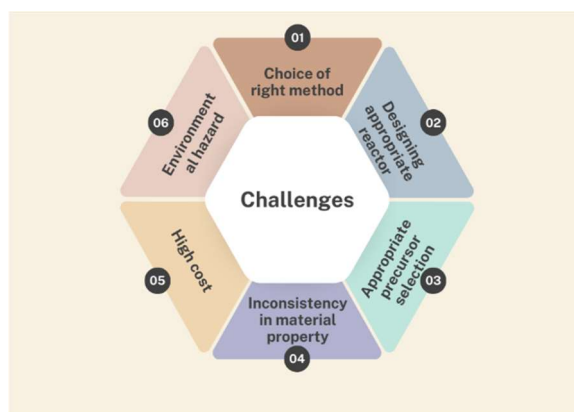 01
Choice of
right method
02
Designing
appropriate
reactor
03
Appropriate
precursor
selection
04
Inconsistency
in material
property
05
High cost
06
Environment
al hazard
Challenges